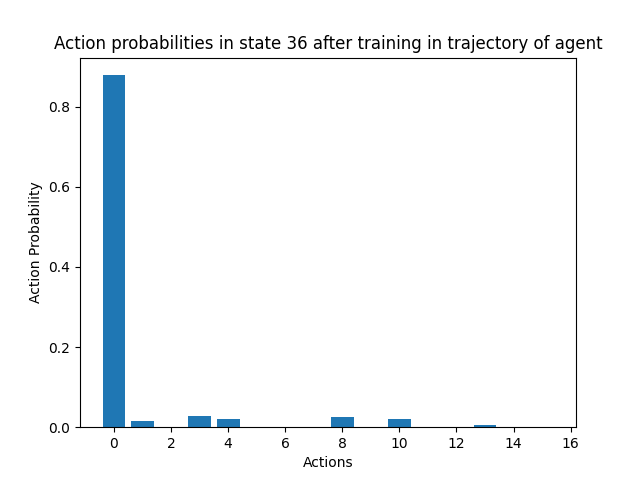 Action probabilities in state 36 after training in trajectory of agent
0.8
0.6
0.4
0.2
0.0
Action Probability
0 2 4 6 8 10 12 14 16
Actions